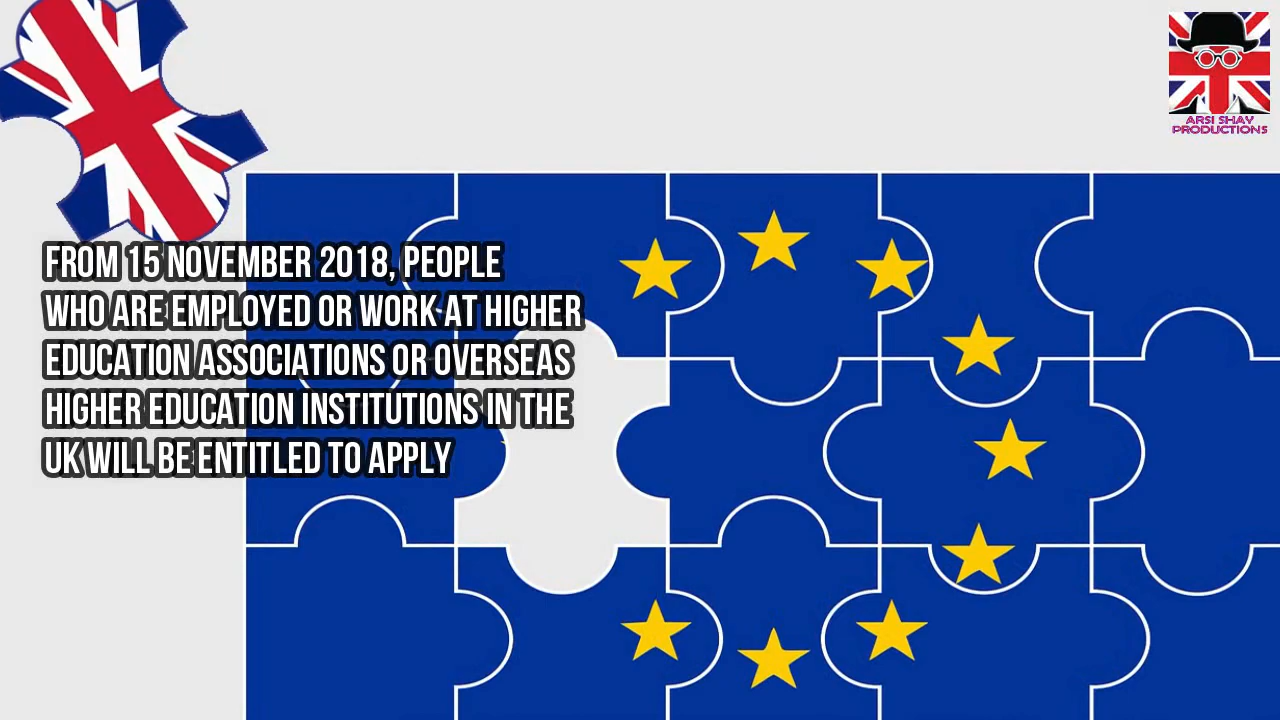 ARSI SHAY
PRODUCTIONS
FROM 15 NOVEMBER 2018, PEOPLE
WHO ARE EMPLOYED OR WORK AT HIGHER
EDUCATION ASSOCIATIONS OR OVERSEAS
HIGHER EDUCATION INSTITUTIONS IN THE
UK WILL BE ENTITLED TO APPLY